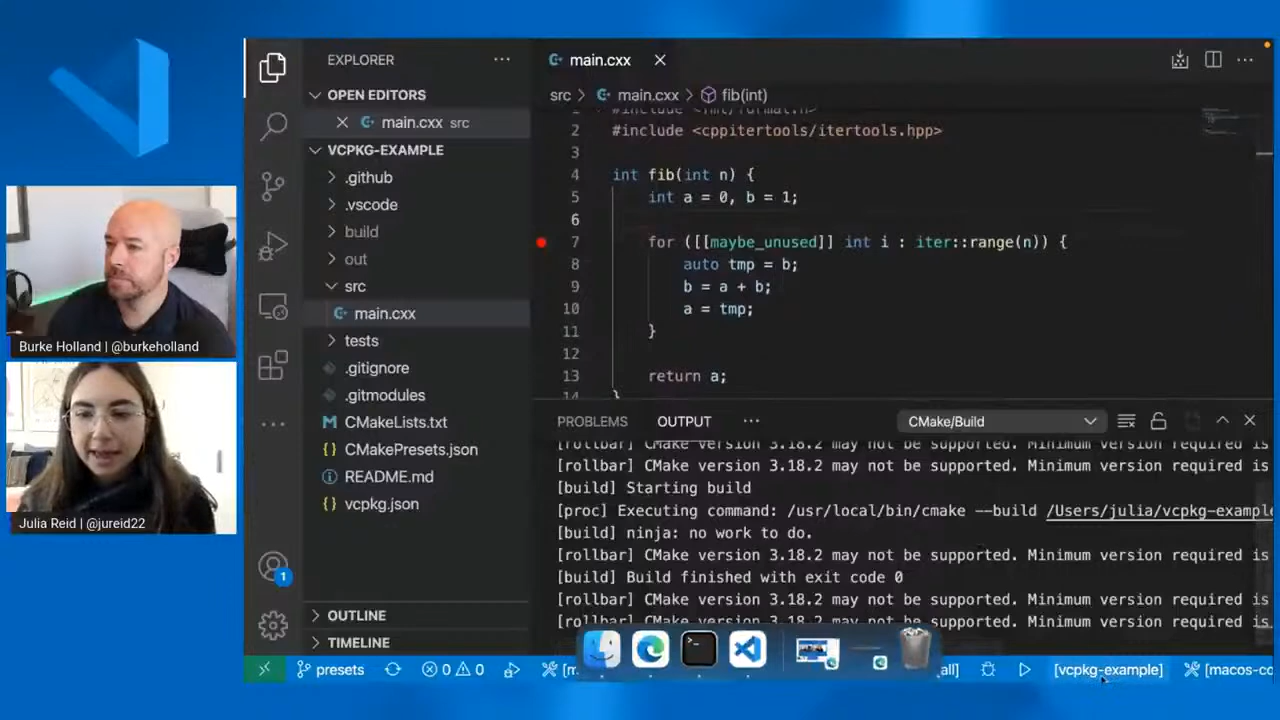 EXPLORER
OPEN EDITORS
main.cxx src
VCPKG-EXAMPLE
.github
.vscode
build
out
src
main.cxx
tests
.gitignore
.gitmodules
CMakeLists.txt
CMakePresets.json
README.md
vcpkg.json
OUTLINE
TIMELINE
main.cxx
src > main.cxx > fib(int)
2 #include <cppitertools/itertools.hpp>
3
4 int fib(int n) {
5 int a = 0, b = 1;
6
7 for ([[maybe_unused]] int i : iter::range(n)) {
8 auto tmp = b;
9 b = a + b;
10 a = tmp;
11 }
12
13 return a;
14 }
PROBLEMS OUTPUT CMake/Build
[rollbar] CMake version 3.18.2 may not be supported. Minimum version required is
[rollbar] CMake version 3.18.2 may not be supported. Minimum version required is
[build] Starting build
[proc] Executing command: /usr/local/bin/cmake --build /Users/julia/vcpkg-example
[build] ninja: no work to do.
[rollbar] CMake version 3.18.2 may not be supported. Minimum version required is
[build] Build finished with exit code 0
[rollbar] CMake version 3.18.2 may not be supported. Minimum version required is
[rollbar] CMake version 3.18.2 may not be supported. Minimum version required is
1
presets 0 0 [vcpkg-example] [macos-co
Burke Holland | @burkeholland
Julia Reid | @jureid22